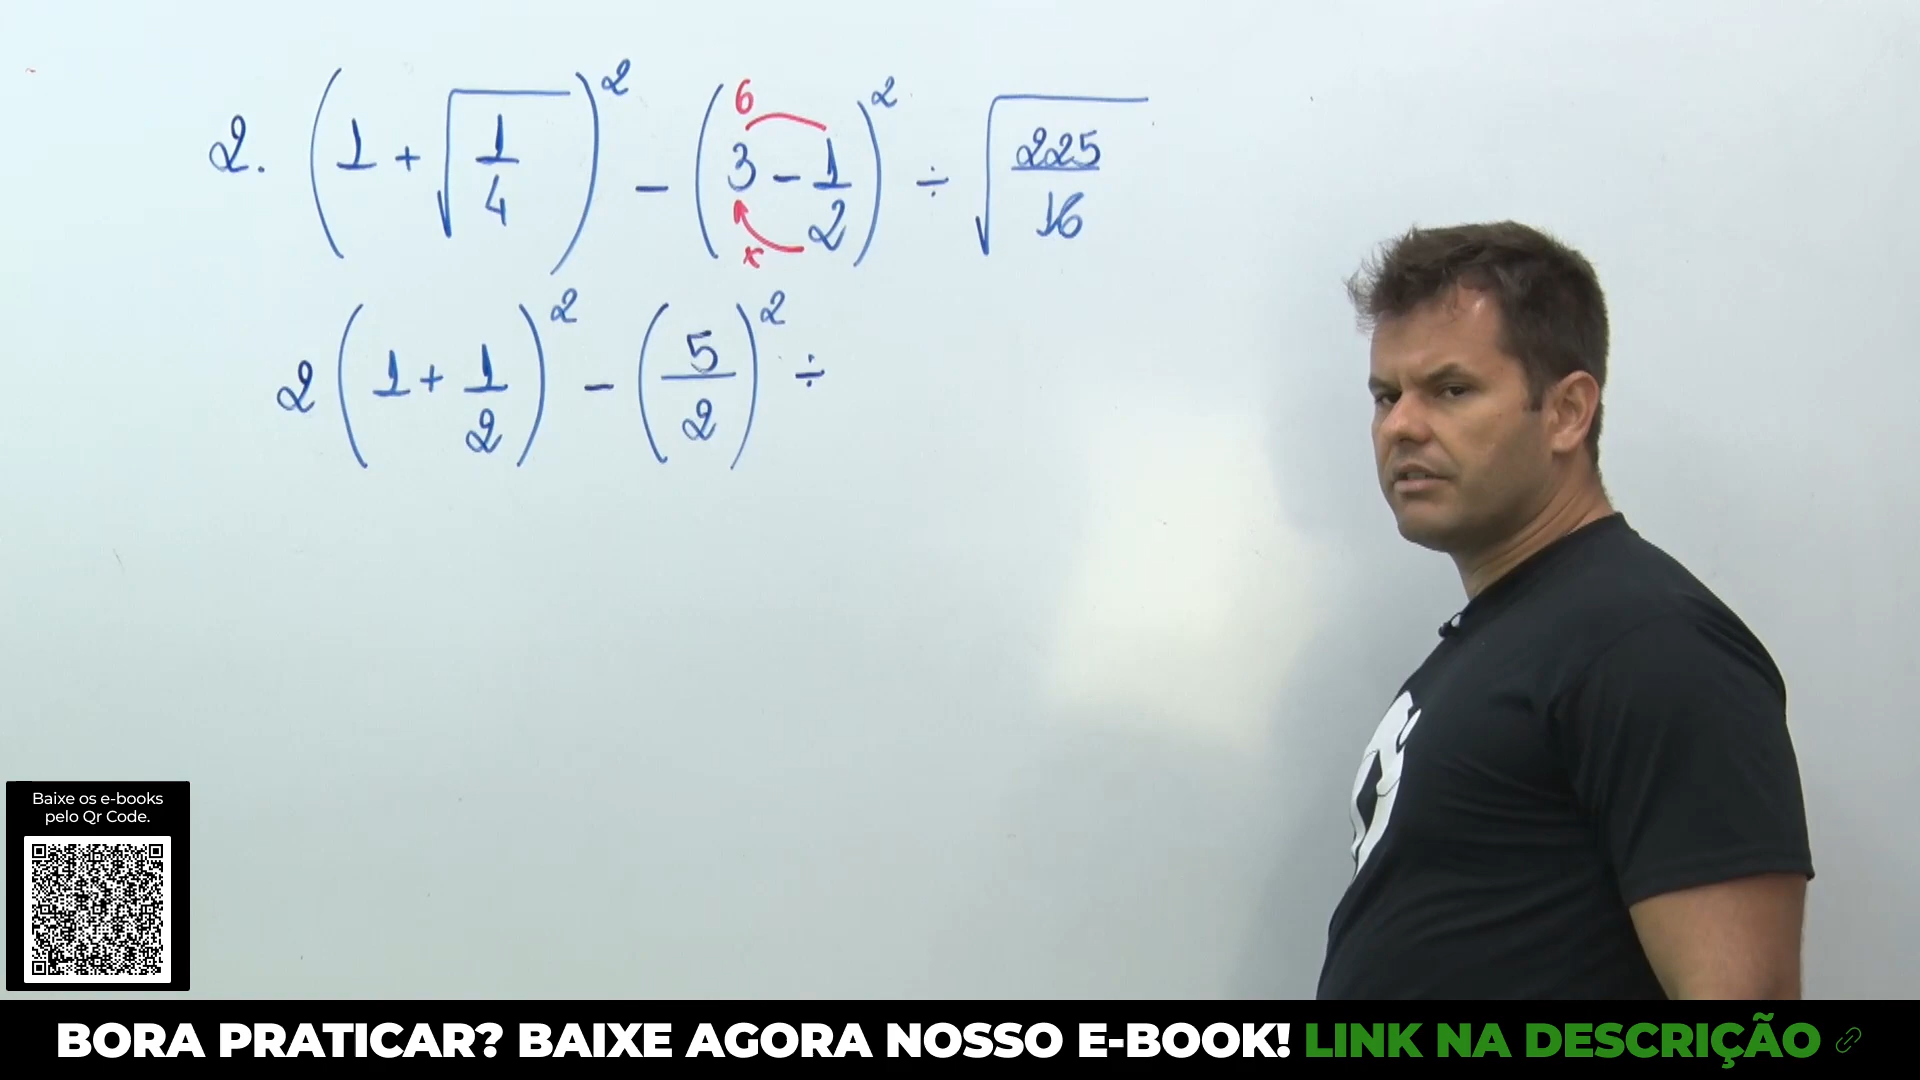 2. (1 + √(1/4))² − (3 − 1/2)² ÷ √(225/16)
6
x
2 (1 + 1/2)² − (5/2)² ÷
Baixe os e-books
pelo Qr Code.
BORA PRATICAR? BAIXE AGORA NOSSO E-BOOK! LINK NA DESCRIÇÃO